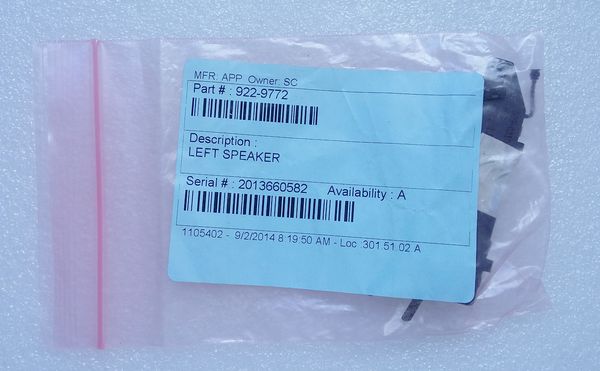 MFR: APP Owner: SC
Part # : 922-9772
Description :
LEFT SPEAKER
Serial # : 2013660582 Availability : A
1105402 - 9/2/2014 8:19:50 AM - Loc :301 51 02 A